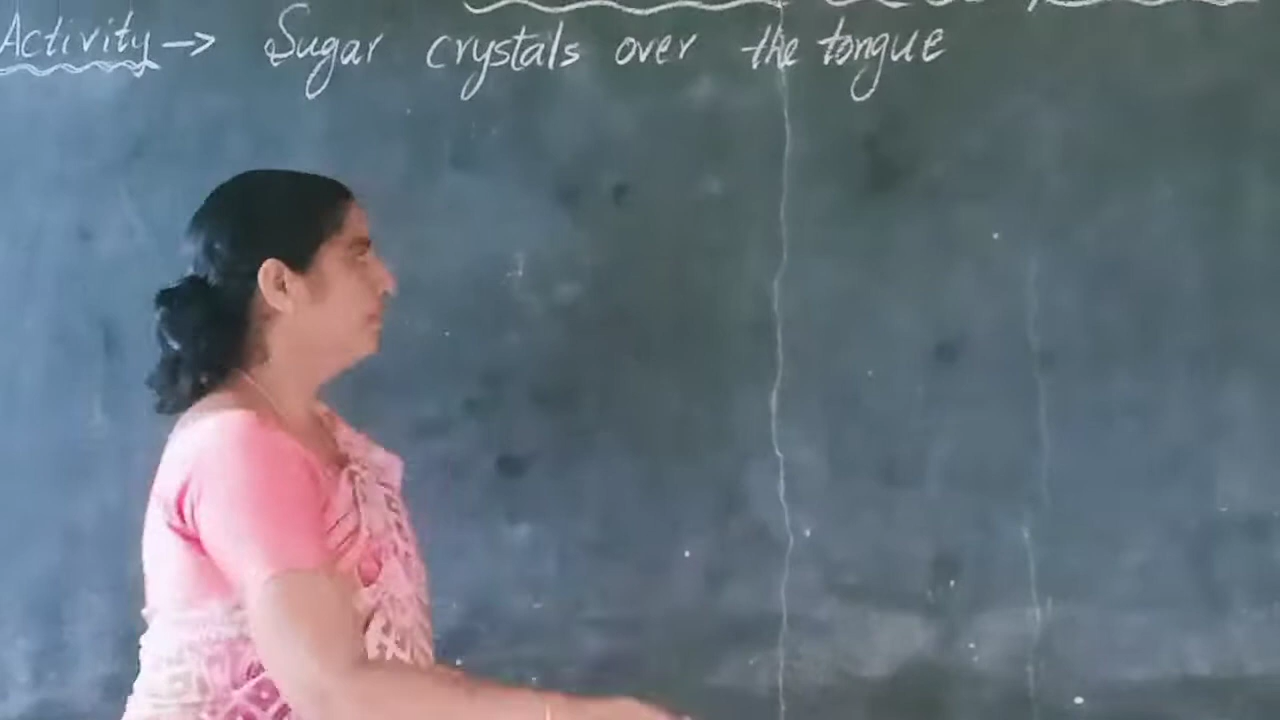 Activity → Sugar crystals over the tongue